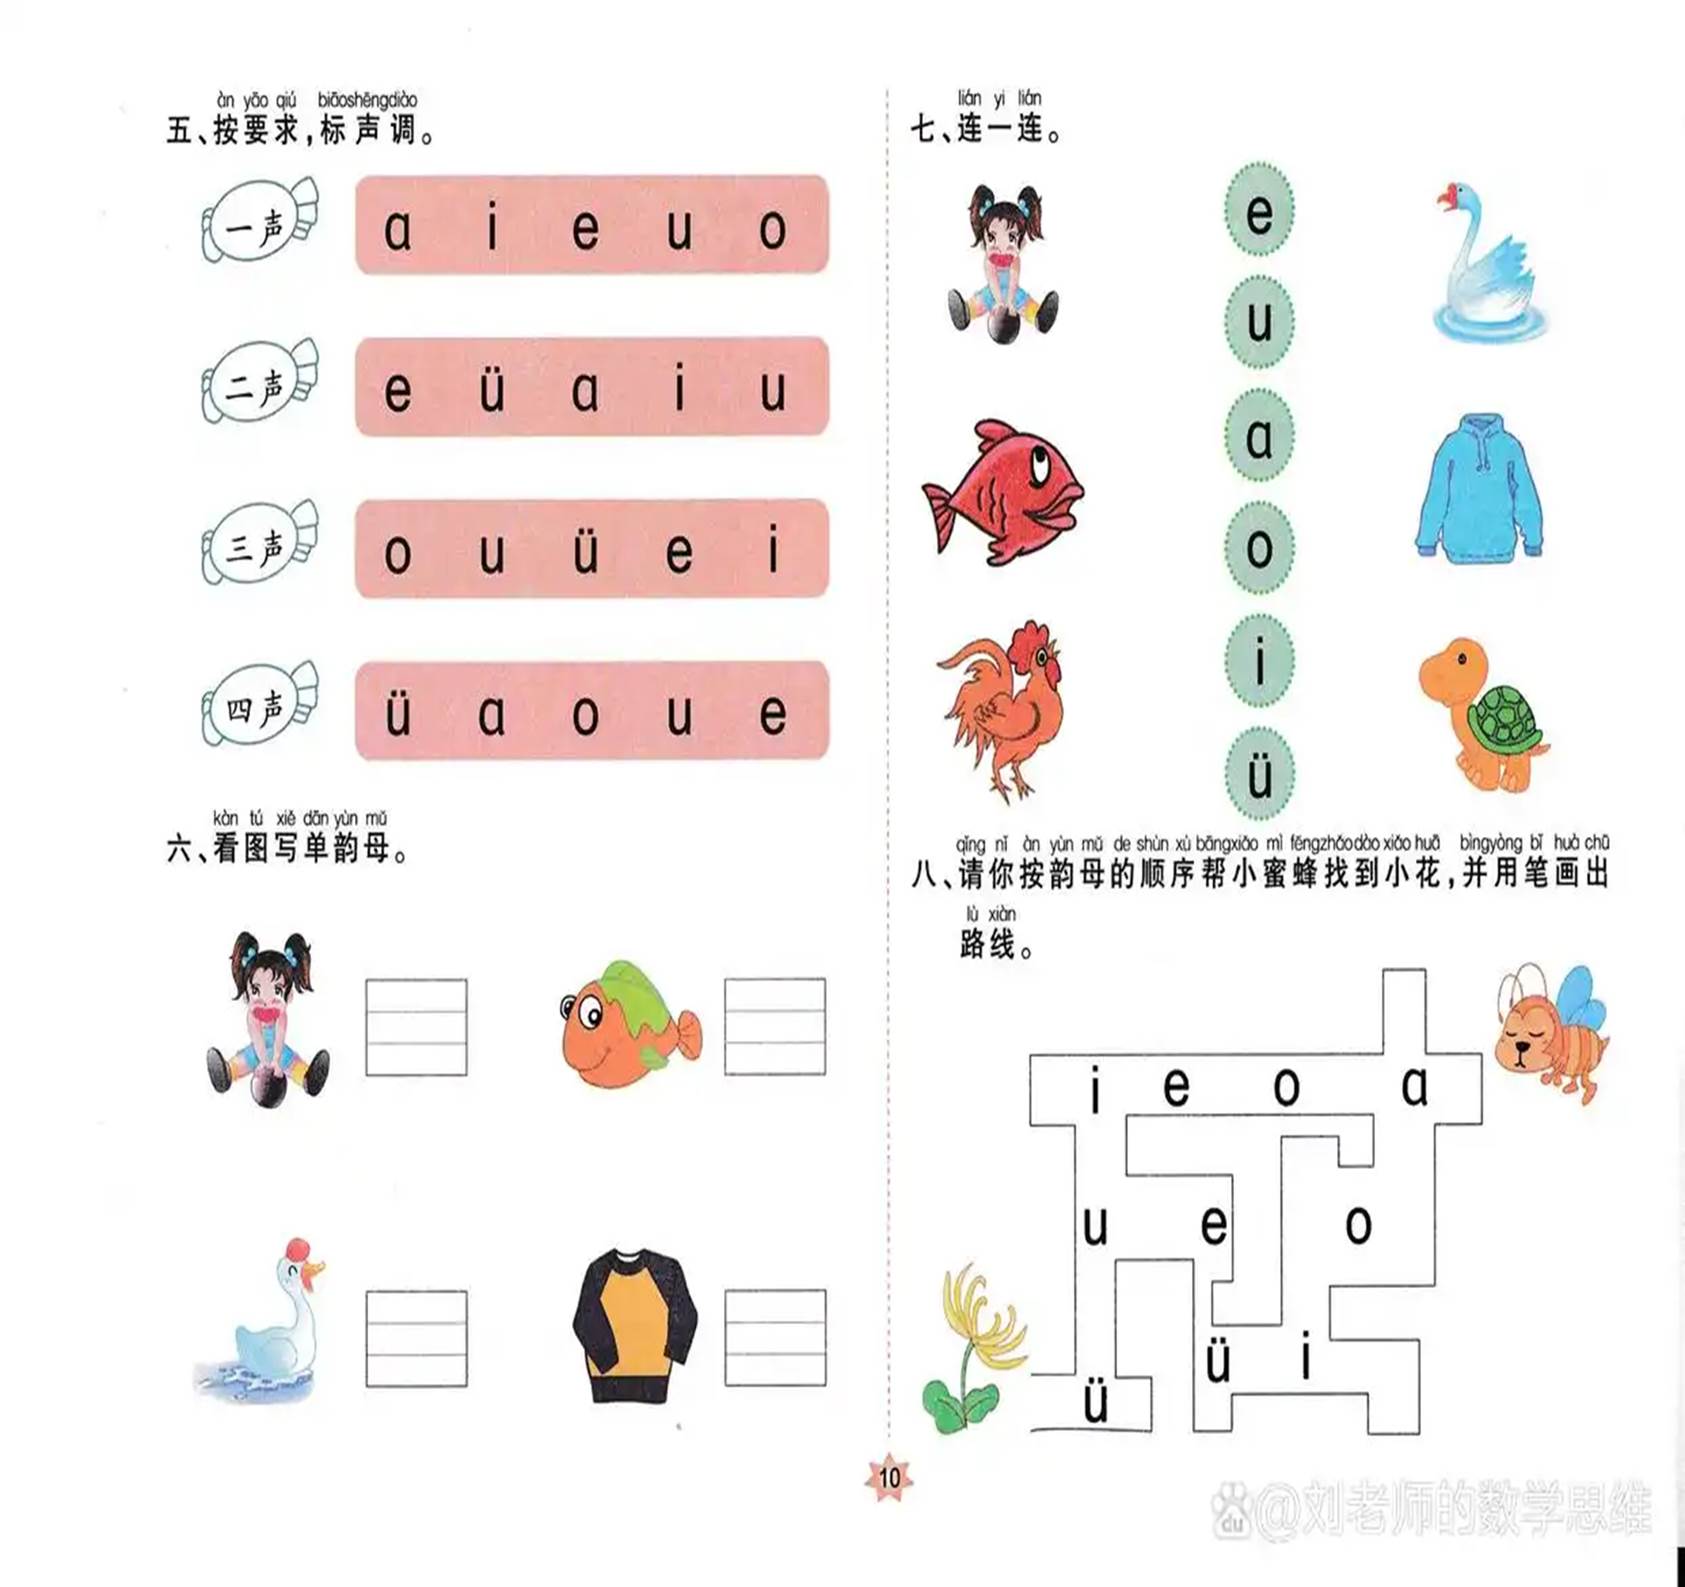 àn yāo qiú biāoshēngdiào
五、按要求，标声调。
一声 a i e u o
二声 e ü a i u
三声 o u ü e i
四声 ü a o u e
kàn tú xiě dān yùn mǔ
六、看图写单韵母。
lián yi lián
七、连一连。
e
u
a
o
i
ü
qǐng nǐ àn yùn mǔ de shùn xù bāngxiǎo mì fēngzhǎodào xiǎo huā bìngyòng bǐ huà chū
八、请你按韵母的顺序帮小蜜蜂找到小花，并用笔画出
lù xiàn
路线。
i e o a
u e o
ü i
ü
10
du @刘老师的数学思维